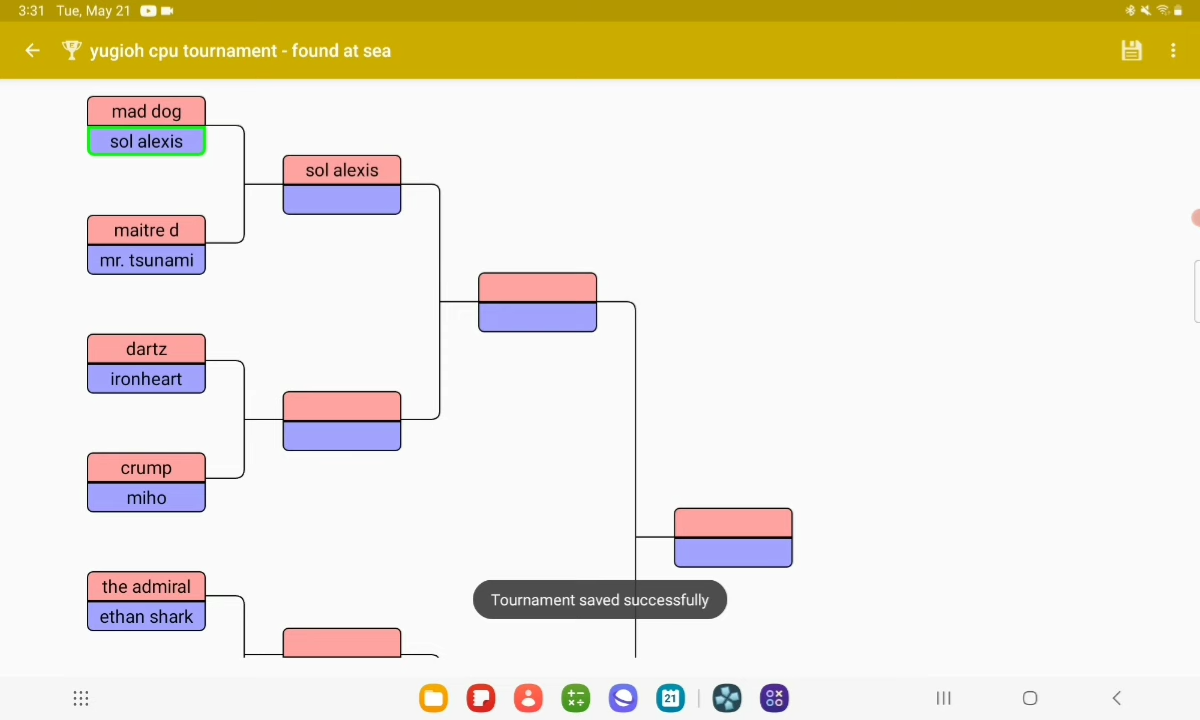 3:31 Tue, May 21
yugioh cpu tournament - found at sea
mad dog
sol alexis
sol alexis
maitre d
mr. tsunami
dartz
ironheart
crump
miho
the admiral
ethan shark
Tournament saved successfully
21